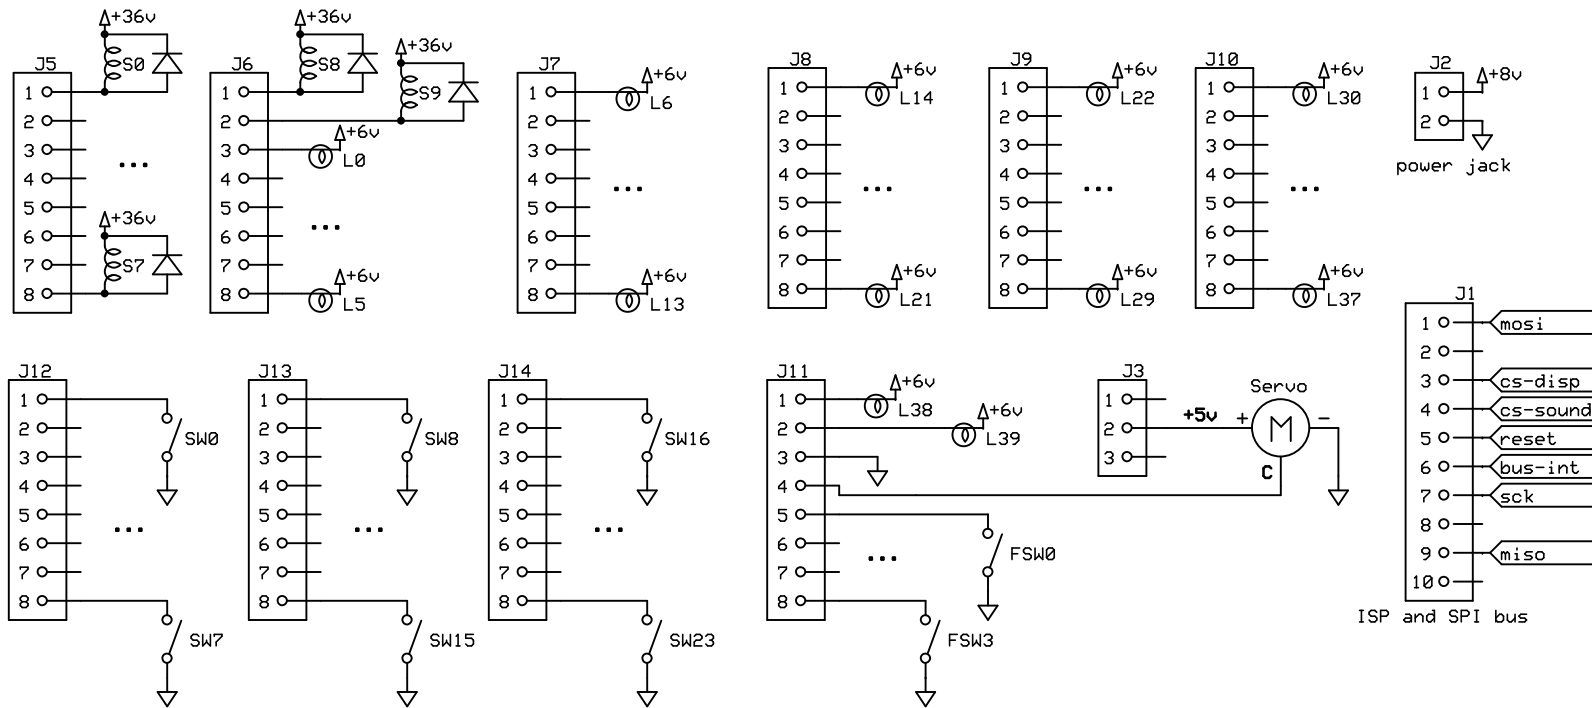 J5
+36v
S0
1
2
3
4
5
6
7
8
...
+36v
S7
J6
+36v
S8
+36v
S9
1
2
3
4
5
6
7
8
+6v
L0
...
+6v
L5
J7
1
2
3
4
5
6
7
8
+6v
L6
...
+6v
L13
J8
1
2
3
4
5
6
7
8
+6v
L14
...
+6v
L21
J9
1
2
3
4
5
6
7
8
+6v
L22
...
+6v
L29
J10
1
2
3
4
5
6
7
8
+6v
L30
...
+6v
L37
J2
1
2
+8v
power jack
J12
1
2
3
4
5
6
7
8
SW0
...
SW7
J13
1
2
3
4
5
6
7
8
SW8
...
SW15
J14
1
2
3
4
5
6
7
8
SW16
...
SW23
J11
1
2
3
4
5
6
7
8
+6v
L38
+6v
L39
...
FSW0
FSW3
J3
1
2
3
Servo
+5v
+
M
-
C
J1
1 mosi
2
3 cs-disp
4 cs-sound
5 reset
6 bus-int
7 sck
8
9 miso
10
ISP and SPI bus